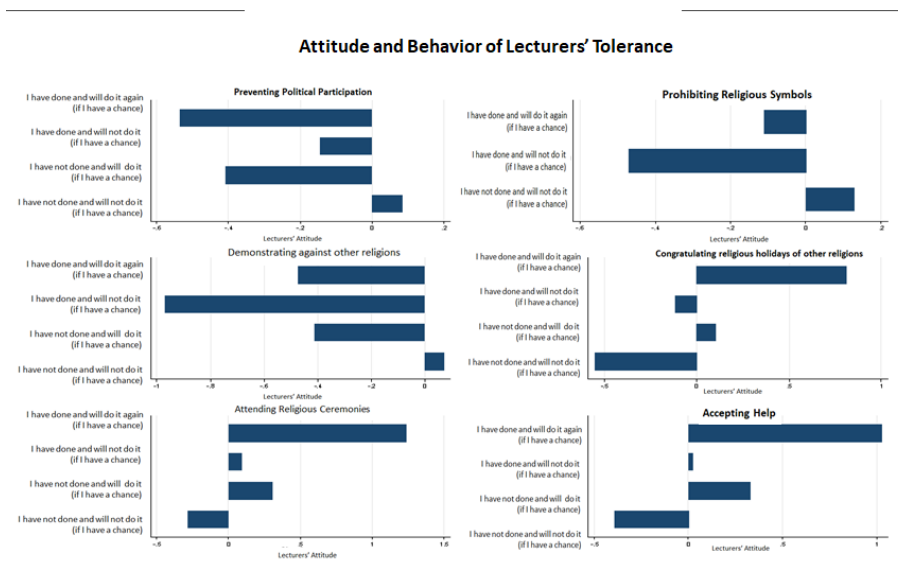 Attitude and Behavior of Lecturers' Tolerance
Preventing Political Participation
I have done and will do it again
(if I have a chance)
I have done and will not do it
(if I have a chance)
I have not done and will do it
(if I have a chance)
I have not done and will not do it
(if I have a chance)
-.6 -.4 -.2 0 .2
Lecturers' Attitude
Prohibiting Religious Symbols
I have done and will do it again
(if I have a chance)
I have done and will not do it
(if I have a chance)
I have not done and will not do it
(if I have a chance)
-.6 -.4 -.2 0 .2
Lecturers' Attitude
Demonstrating against other religions
I have done and will do it again
(if I have a chance)
I have done and will not do it
(if I have a chance)
I have not done and will do it
(if I have a chance)
I have not done and will not do it
(if I have a chance)
-1 -.8 -.6 -.4 -.2 0
Lecturers' Attitude
Congratulating religious holidays of other religions
I have done and will do it again
(if I have a chance)
I have done and will not do it
(if I have a chance)
I have not done and will do it
(if I have a chance)
I have not done and will not do it
(if I have a chance)
-.5 0 .5 1
Lecturers' Attitude
Attending Religious Ceremonies
I have done and will do it again
(if I have a chance)
I have done and will not do it
(if I have a chance)
I have not done and will do it
(if I have a chance)
I have not done and will not do it
(if I have a chance)
-.5 0 .5 1 1.5
Lecturers' Attitude
Accepting Help
I have done and will do it again
(if I have a chance)
I have done and will not do it
(if I have a chance)
I have not done and will do it
(if I have a chance)
I have not done and will not do it
(if I have a chance)
-.5 0 .5 1
Lecturers' Attitude